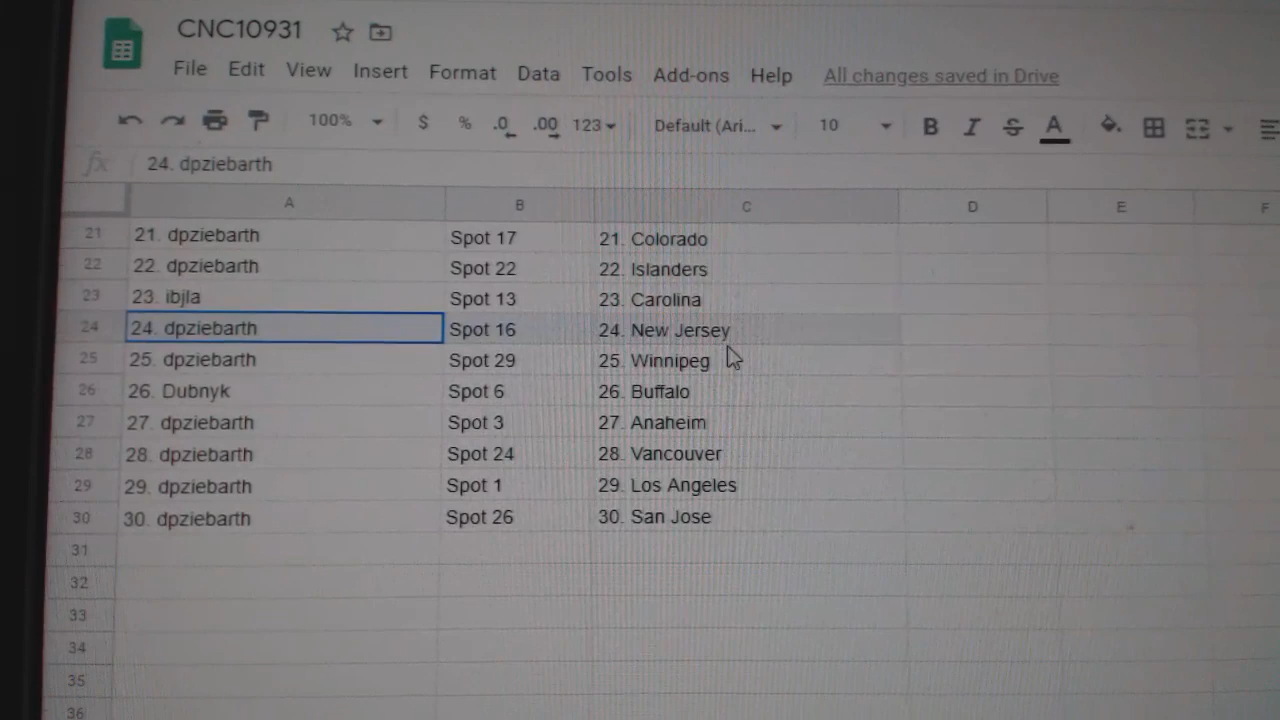 CNC10931
File Edit View Insert Format Data Tools Add-ons Help All changes saved in Drive
100% $ % .0 .00 123 Default (Ari... 10 B I S A
fx 24. dpziebarth
A B C D E F
21 21. dpziebarth Spot 17 21. Colorado
22 22. dpziebarth Spot 22 22. Islanders
23 23. ibjla Spot 13 23. Carolina
24 24. dpziebarth Spot 16 24. New Jersey
25 25. dpziebarth Spot 29 25. Winnipeg
26 26. Dubnyk Spot 6 26. Buffalo
27 27. dpziebarth Spot 3 27. Anaheim
28 28. dpziebarth Spot 24 28. Vancouver
29 29. dpziebarth Spot 1 29. Los Angeles
30 30. dpziebarth Spot 26 30. San Jose
31
32
33
34
35
36